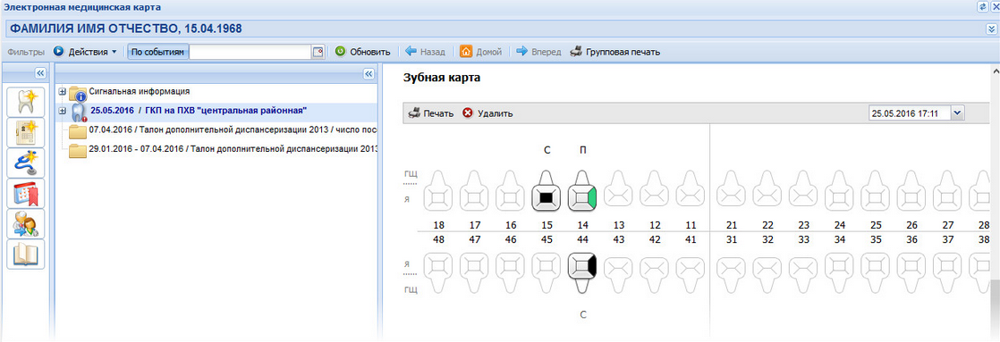 Электронная медицинская карта
ФАМИЛИЯ ИМЯ ОТЧЕСТВО, 15.04.1968
Фильтры Действия По событиям Обновить Назад Домой Вперед Групповая печать
Сигнальная информация
25.05.2016 / ГКП на ПХВ "центральная районная"
07.04.2016 / Талон дополнительной диспансеризации 2013 / число пос
29.01.2016 - 07.04.2016 / Талон дополнительной диспансеризации 2013
Зубная карта
Печать Удалить 25.05.2016 17:11
С П
ГЩ
Я
18 17 16 15 14 13 12 11 21 22 23 24 25 26 27 28
48 47 46 45 44 43 42 41 31 32 33 34 35 36 37 38
Я
ГЩ
С